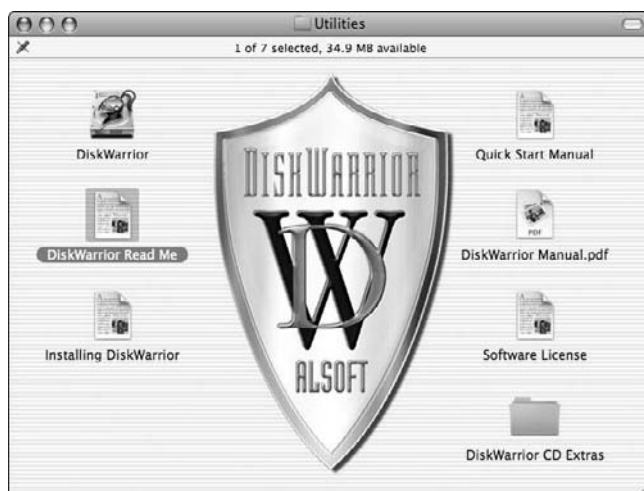 Utilities
1 of 7 selected, 34.9 MB available
DiskWarrior
Quick Start Manual
DiskWarrior Read Me
PDF
DiskWarrior Manual.pdf
Installing DiskWarrior
Software License
DiskWarrior CD Extras
DISKWARRIOR
WD
ALSOFT